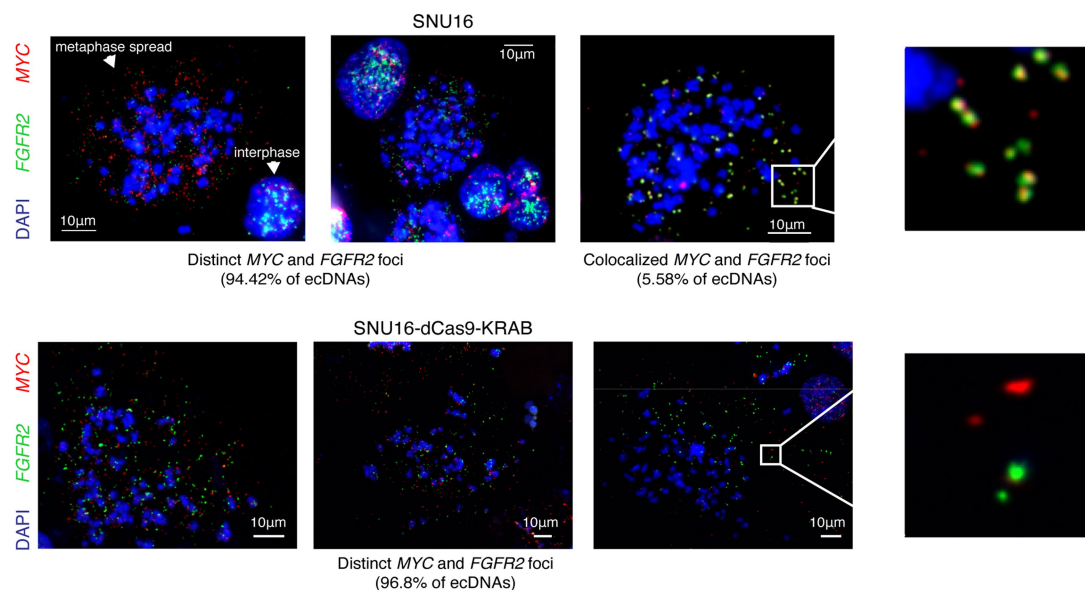 SNU16
DAPI FGFR2 MYC
metaphase spread
interphase
10μm
10μm
10μm
Distinct MYC and FGFR2 foci
(94.42% of ecDNAs)
Colocalized MYC and FGFR2 foci
(5.58% of ecDNAs)
SNU16-dCas9-KRAB
DAPI FGFR2 MYC
10μm
10μm
10μm
Distinct MYC and FGFR2 foci
(96.8% of ecDNAs)